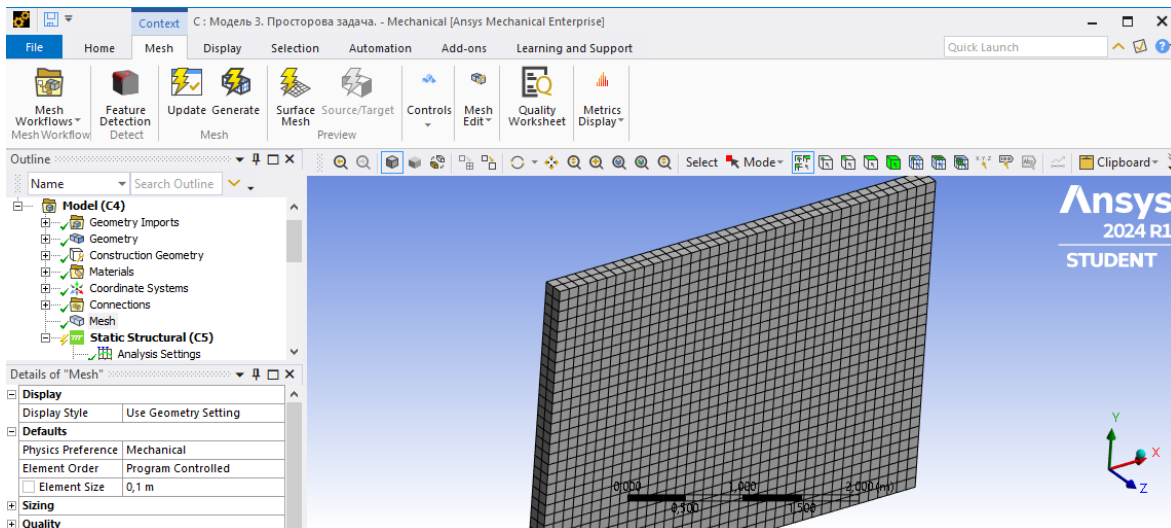 Context
С : Модель 3. Просторова задача. - Mechanical [Ansys Mechanical Enterprise]
File Home Mesh Display Selection Automation Add-ons Learning and Support Quick Launch
Mesh Workflows
Feature Detection
Update
Generate
Surface Mesh
Source/Target
Controls
Mesh Edit
Quality Worksheet
Metrics Display
Mesh Workflow Detect Mesh Preview
Outline
Name Search Outline
Select Mode Clipboard
Model (C4)
Geometry Imports
Geometry
Construction Geometry
Materials
Coordinate Systems
Connections
Mesh
Static Structural (C5)
Analysis Settings
Details of "Mesh"
Display
Display Style Use Geometry Setting
Defaults
Physics Preference Mechanical
Element Order Program Controlled
Element Size 0,1 m
Sizing
Quality
Ansys
2024 R1
STUDENT
0,000 1,000 2,000 (m)
0,500 1,500
Y
X
Z